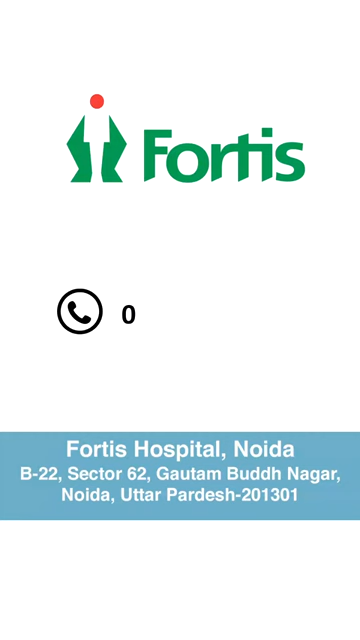 Fortis
0
Fortis Hospital, Noida
B-22, Sector 62, Gautam Buddh Nagar,
Noida, Uttar Pardesh-201301